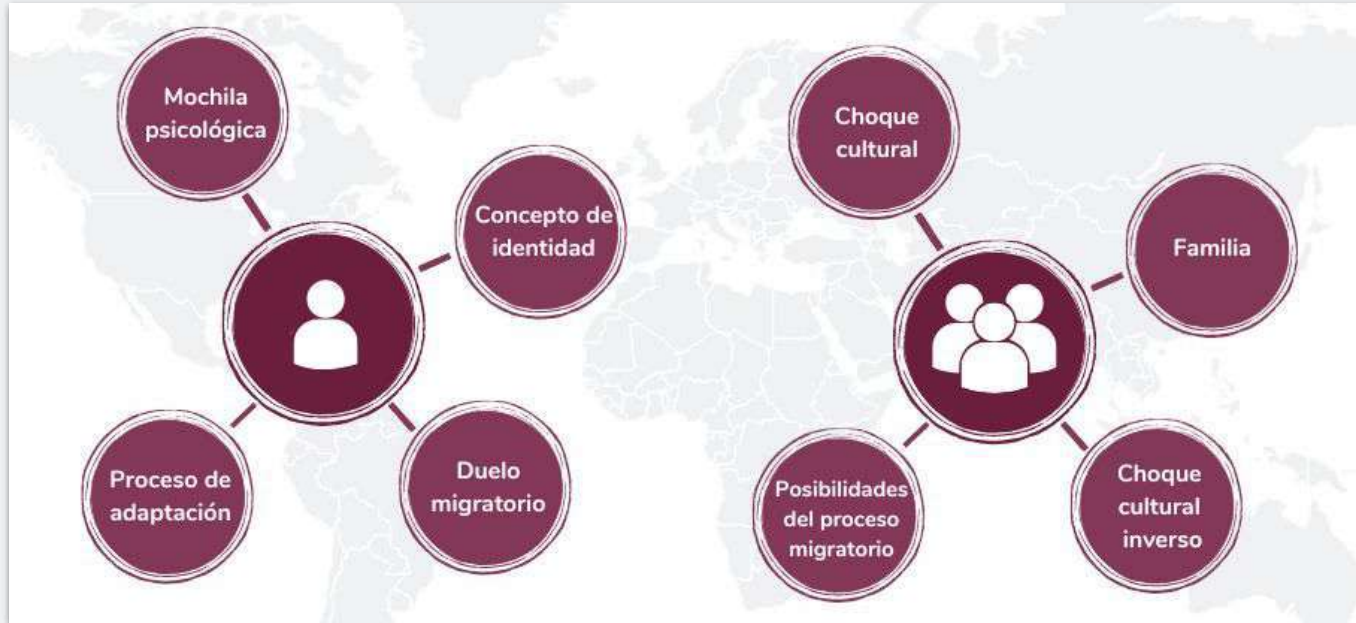 Mochila
psicológica
Concepto de
identidad
Proceso de
adaptación
Duelo
migratorio
Choque
cultural
Familia
Posibilidades
del proceso
migratorio
Choque
cultural
inverso